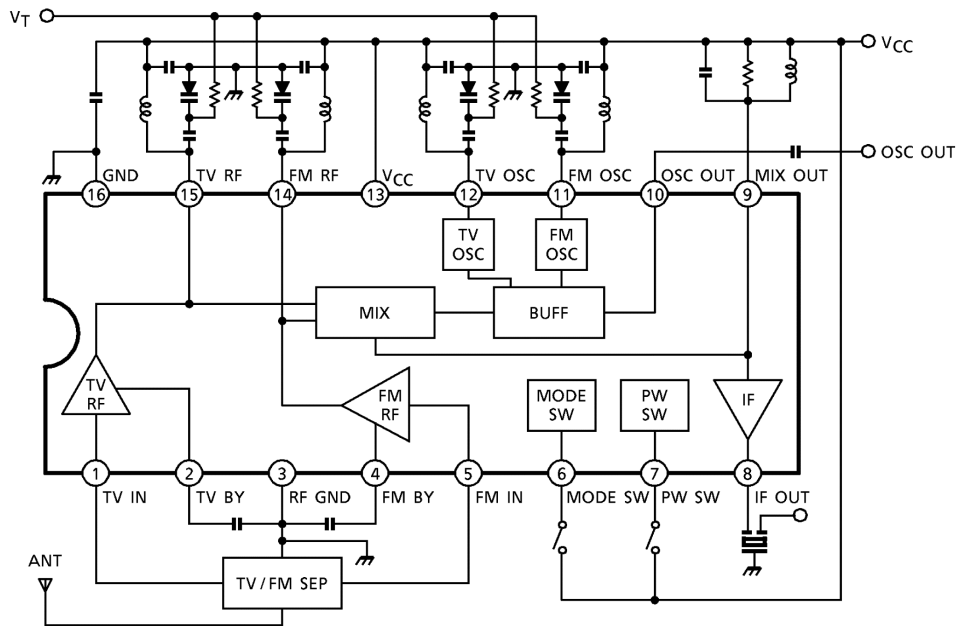 VT
VCC
OSC OUT
GND
TV RF
FM RF
VCC
TV OSC
FM OSC
OSC OUT
MIX OUT
16
15
14
13
12
11
10
9
TV
OSC
FM
OSC
MIX
BUFF
TV
RF
FM
RF
MODE
SW
PW
SW
IF
1
2
3
4
5
6
7
8
TV IN
TV BY
RF GND
FM BY
FM IN
MODE SW
PW SW
IF OUT
ANT
TV/FM SEP